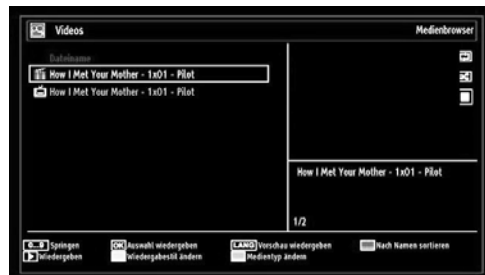 Videos
Medienbrowser
Dateiname
How I Met Your Mother - 1x01 - Pilot
How I Met Your Mother - 1x01 - Pilot
How I Met Your Mother - 1x01 - Pilot
1/2
0...9 Springen
OK Auswahl wiedergeben
LANG Vorschau wiedergeben
Nach Namen sortieren
Wiedergeben
Wiedergabestil ändern
Medientyp ändern